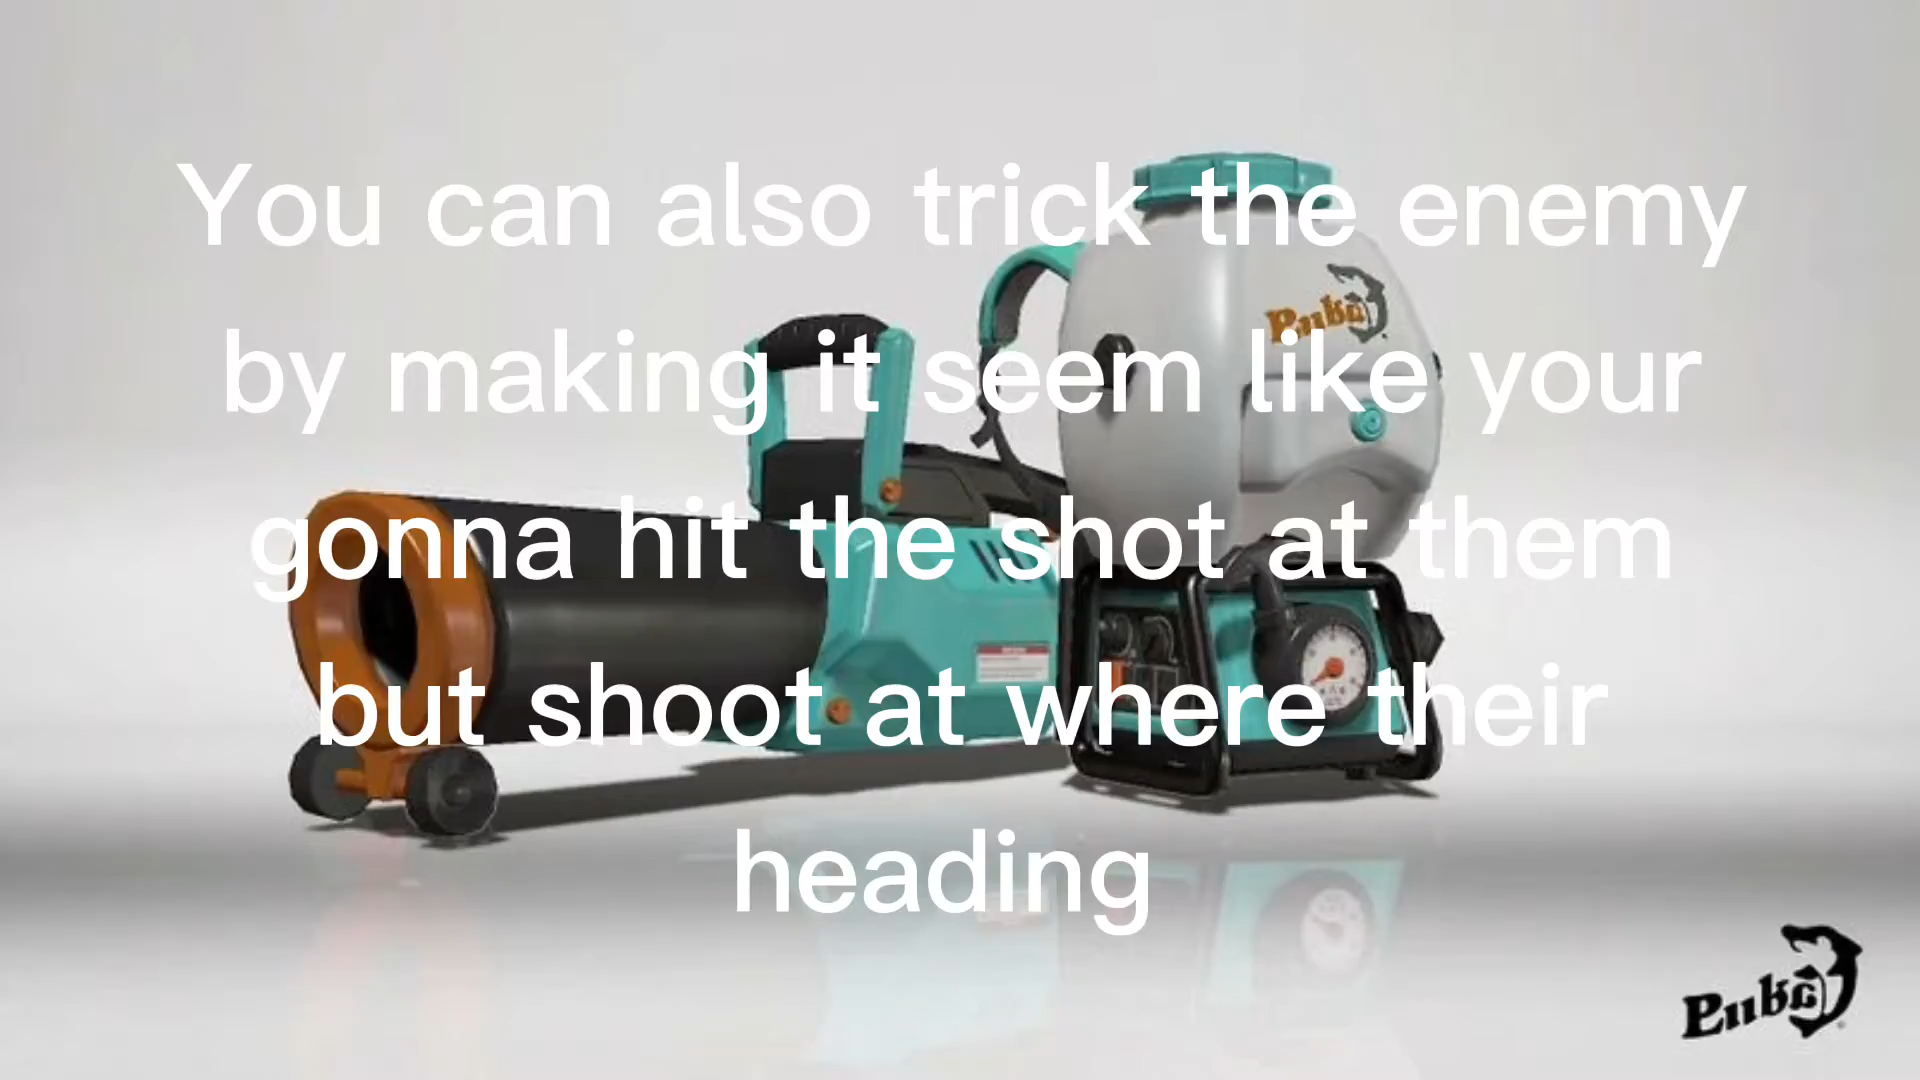 You can also trick the enemy
by making it seem like your
gonna hit the shot at them
but shoot at where their
heading